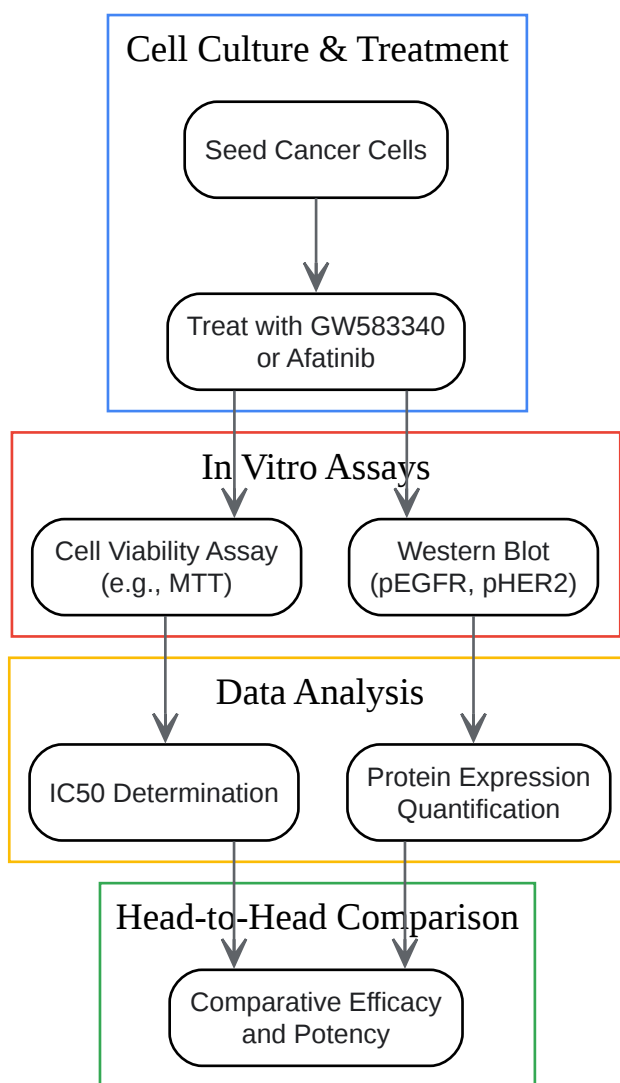 Cell Culture & Treatment
Seed Cancer Cells
Treat with GW583340
or Afatinib
In Vitro Assays
Cell Viability Assay
(e.g., MTT)
Western Blot
(pEGFR, pHER2)
Data Analysis
IC50 Determination
Protein Expression
Quantification
Head-to-Head Comparison
Comparative Efficacy
and Potency